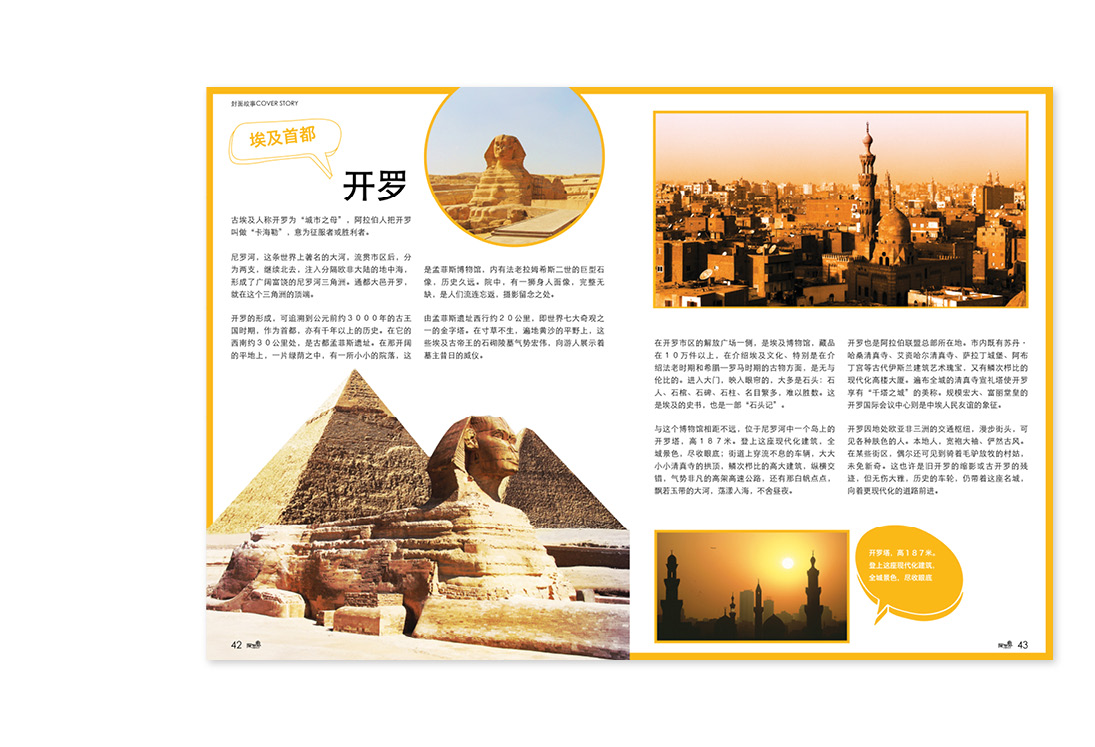 封面故事COVER STORY
埃及首都
开罗
古埃及人称开罗为“城市之母”，阿拉伯人把开罗
叫做“卡海勒”，意为征服者或胜利者。
尼罗河，这条世界上著名的大河，流贯市区后，分
为两支，继续北去，注入分隔欧非大陆的地中海，
形成了广阔富饶的尼罗河三角洲。通都大邑开罗，
就在这个三角洲的顶端。
开罗的形成，可追溯到公元前约３０００年的古王
国时期，作为首都，亦有千年以上的历史。在它的
西南约３０公里处，是古都孟菲斯遗址。在那开阔
的平地上，一片绿荫之中，有一所小小的院落，这
是孟菲斯博物馆，内有法老拉姆希斯二世的巨型石
像，历史久远。院中，有一狮身人面像，完整无
缺，是人们流连忘返，摄影留念之处。
由孟菲斯遗址西行约２０公里，即世界七大奇观之
一的金字塔。在寸草不生，遍地黄沙的平野上，这
些埃及古帝王的石砌陵墓气势宏伟，向游人展示着
墓主昔日的威仪。
42
在开罗市区的解放广场一侧，是埃及博物馆，藏品
在１０万件以上，在介绍埃及文化、特别是在介
绍法老时期和希腊—罗马时期的古物方面，是无与
伦比的。进入大门，映入眼帘的，大多是石头：石
人、石棺、石碑、石柱、名目繁多，难以胜数。这
是埃及的史书，也是一部“石头记”。
与这个博物馆相距不远，位于尼罗河中一个岛上的
开罗塔，高１８７米。登上这座现代化建筑，全
城景色，尽收眼底；街道上穿流不息的车辆，大大
小小清真寺的拱顶，鳞次栉比的高大建筑，纵横交
错，气势非凡的高架高速公路，还有那白帆点点，
飘若玉带的大河，荡漾入海，不舍昼夜。
开罗也是阿拉伯联盟总部所在地。市内既有苏丹·
哈桑清真寺、艾资哈尔清真寺、萨拉丁城堡、阿布
丁宫等古代伊斯兰建筑艺术瑰宝，又有鳞次栉比的
现代化高楼大厦。遍布全城的清真寺宣礼塔使开罗
享有“千塔之城”的美称。规模宏大、富丽堂皇的
开罗国际会议中心则是中埃人民友谊的象征。
开罗因地处欧亚非三洲的交通枢纽，漫步街头，可
见各种肤色的人。本地人，宽袍大袖，俨然古风。
在某些街区，偶尔还可见到骑着毛驴放牧的村姑，
未免新奇。这也许是旧开罗的缩影或古开罗的残
迹，但无伤大雅，历史的车轮，仍带着这座名城，
向着更现代化的道路前进。
开罗塔，高１８７米。
登上这座现代化建筑，
全城景色，尽收眼底
43